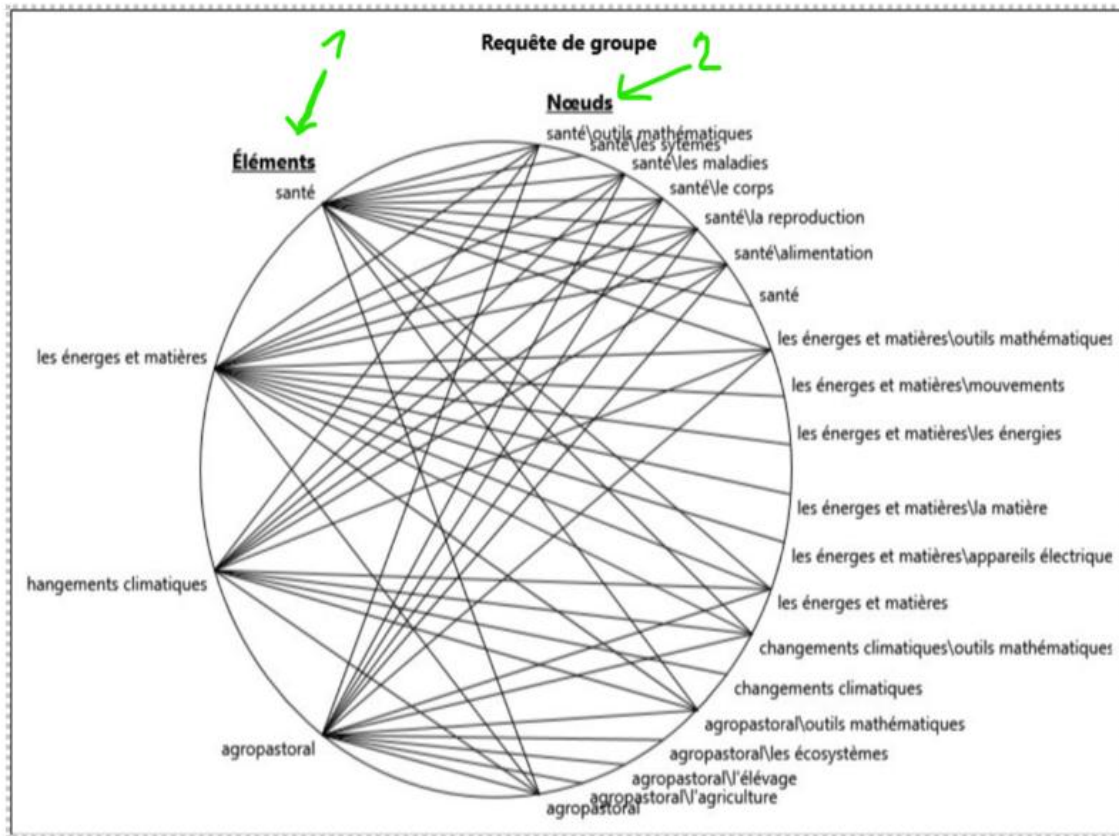 1
Requête de groupe
2
Nœuds
Éléments
santé\outils mathématiques
santé\les sytèmes
santé\les maladies
santé
santé\le corps
santé\la reproduction
santé\alimentation
santé
les énerges et matières\outils mathématiques
les énerges et matières
les énerges et matières\mouvements
les énerges et matières\les énergies
les énerges et matières\la matière
les énerges et matières\appareils électrique
hangements climatiques
les énerges et matières
changements climatiques\outils mathématiques
changements climatiques
agropastoral\outils mathématiques
agropastoral
agropastoral\les écosystèmes
agropastoral\l'élévage
agropastoral\l'agriculture
agropastoral